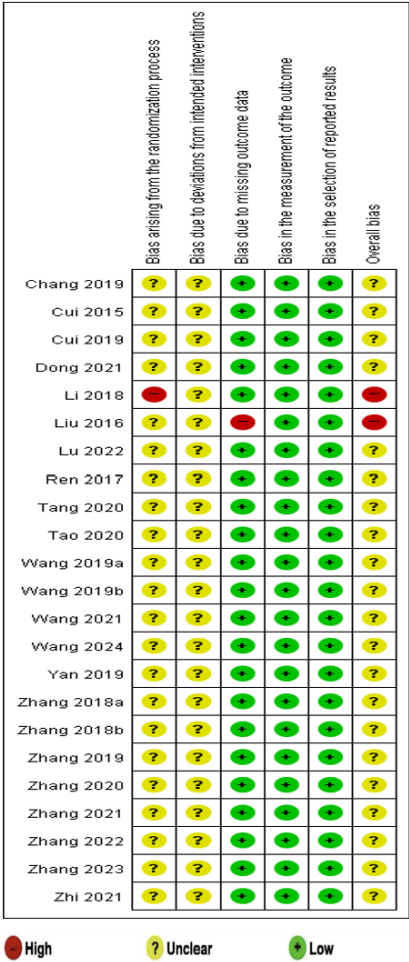 Bias arising from the randomization process
Bias due to deviations from intended interventions
Bias due to missing outcome data
Bias in the measurement of the outcome
Bias in the selection of reported results
Overall bias
Chang 2019 ? ? + + + ?
Cui 2015 ? ? + + + ?
Cui 2019 ? ? + + + ?
Dong 2021 ? ? + + + ?
Li 2018 - ? + + + -
Liu 2016 ? ? - + + -
Lu 2022 ? ? + + + ?
Ren 2017 ? ? + + + ?
Tang 2020 ? ? + + + ?
Tao 2020 ? ? + + + ?
Wang 2019a ? ? + + + ?
Wang 2019b ? ? + + + ?
Wang 2021 ? ? + + + ?
Wang 2024 ? ? + + + ?
Yan 2019 ? ? + + + ?
Zhang 2018a ? ? + + + ?
Zhang 2018b ? ? + + + ?
Zhang 2019 ? ? + + + ?
Zhang 2020 ? ? + + + ?
Zhang 2021 ? ? + + + ?
Zhang 2022 ? ? + + + ?
Zhang 2023 ? ? + + + ?
Zhi 2021 ? ? + + + ?
- High ? Unclear + Low